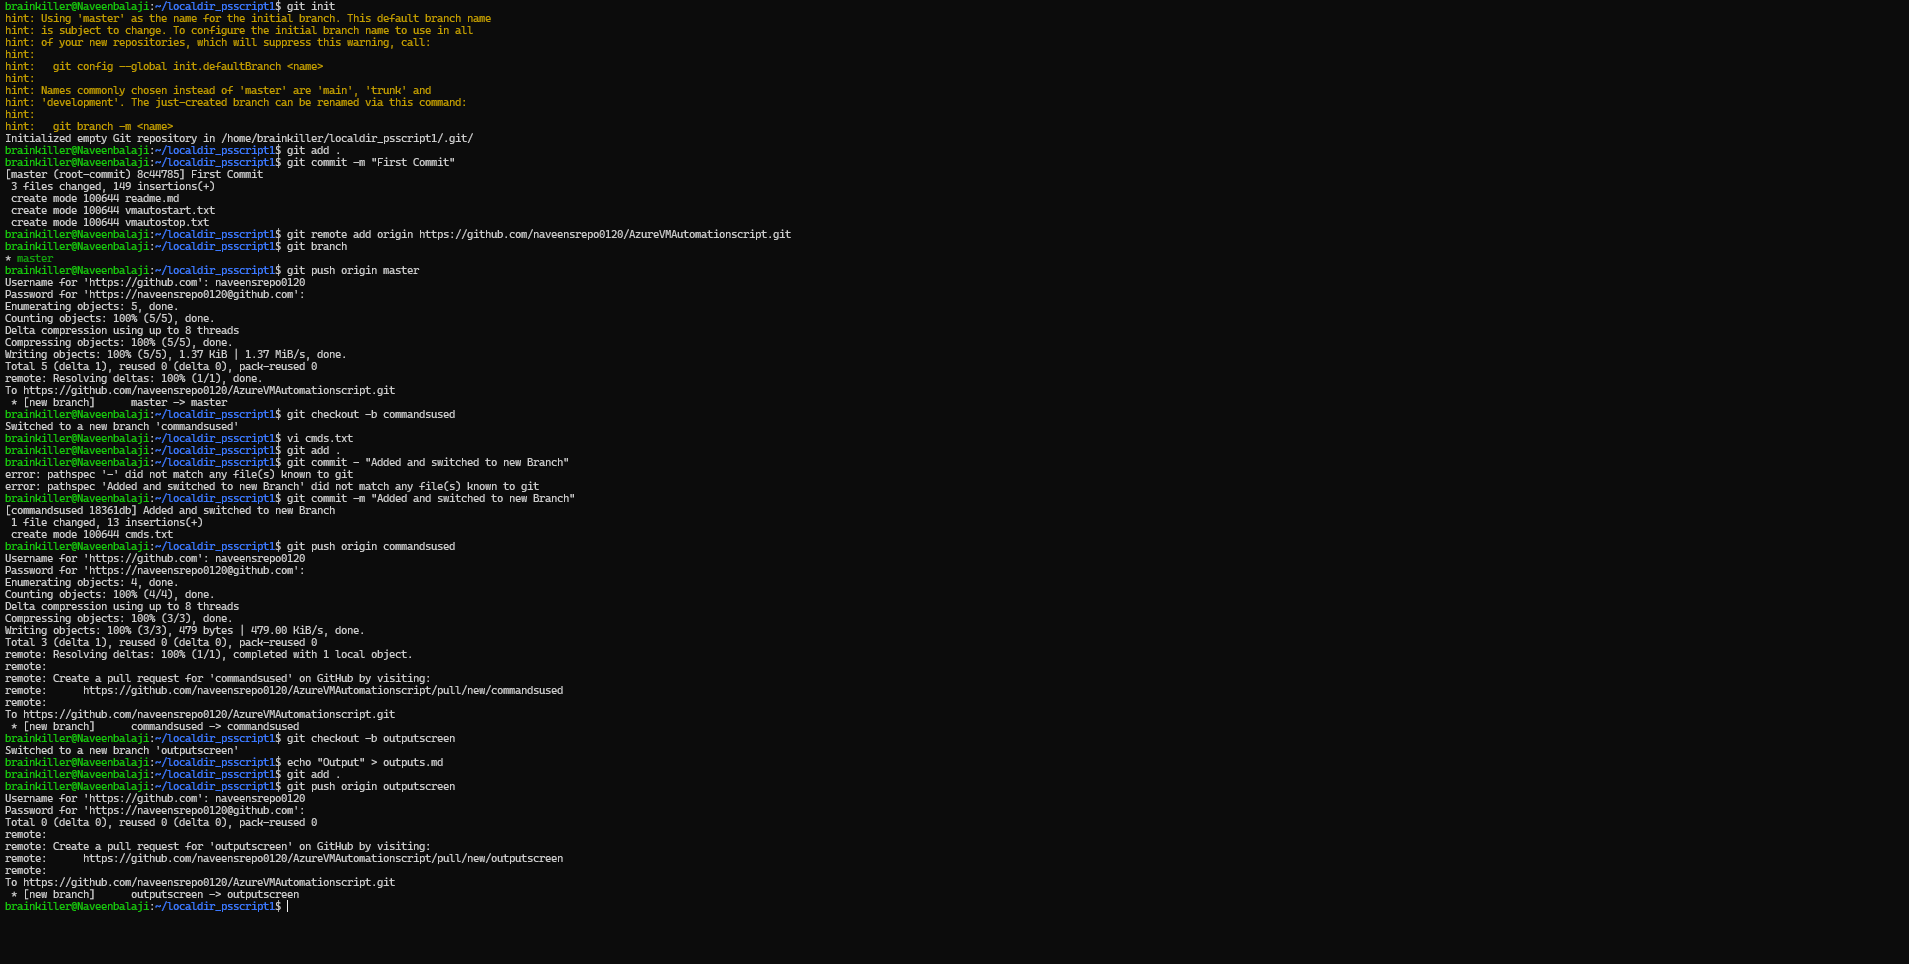 brainkiller@Naveenbalaji:~/localdir_psscript1$ git init
hint: Using 'master' as the name for the initial branch. This default branch name
hint: is subject to change. To configure the initial branch name to use in all
hint: of your new repositories, which will suppress this warning, call:
hint:
hint:   git config --global init.defaultBranch <name>
hint:
hint: Names commonly chosen instead of 'master' are 'main', 'trunk' and
hint: 'development'. The just-created branch can be renamed via this command:
hint:
hint:   git branch -m <name>
Initialized empty Git repository in /home/brainkiller/localdir_psscript1/.git/
brainkiller@Naveenbalaji:~/localdir_psscript1$ git add .
brainkiller@Naveenbalaji:~/localdir_psscript1$ git commit -m "First Commit"
[master (root-commit) 8c44785] First Commit
 3 files changed, 149 insertions(+)
 create mode 100644 readme.md
 create mode 100644 vmautostart.txt
 create mode 100644 vmautostop.txt
brainkiller@Naveenbalaji:~/localdir_psscript1$ git remote add origin https://github.com/naveensrepo0120/AzureVMAutomationscript.git
brainkiller@Naveenbalaji:~/localdir_psscript1$ git branch
* master
brainkiller@Naveenbalaji:~/localdir_psscript1$ git push origin master
Username for 'https://github.com': naveensrepo0120
Password for 'https://naveensrepo0120@github.com':
Enumerating objects: 5, done.
Counting objects: 100% (5/5), done.
Delta compression using up to 8 threads
Compressing objects: 100% (5/5), done.
Writing objects: 100% (5/5), 1.37 KiB | 1.37 MiB/s, done.
Total 5 (delta 1), reused 0 (delta 0), pack-reused 0
remote: Resolving deltas: 100% (1/1), done.
To https://github.com/naveensrepo0120/AzureVMAutomationscript.git
 * [new branch]      master -> master
brainkiller@Naveenbalaji:~/localdir_psscript1$ git checkout -b commandsused
Switched to a new branch 'commandsused'
brainkiller@Naveenbalaji:~/localdir_psscript1$ vi cmds.txt
brainkiller@Naveenbalaji:~/localdir_psscript1$ git add .
brainkiller@Naveenbalaji:~/localdir_psscript1$ git commit - "Added and switched to new Branch"
error: pathspec '-' did not match any file(s) known to git
error: pathspec 'Added and switched to new Branch' did not match any file(s) known to git
brainkiller@Naveenbalaji:~/localdir_psscript1$ git commit -m "Added and switched to new Branch"
[commandsused 18361db] Added and switched to new Branch
 1 file changed, 13 insertions(+)
 create mode 100644 cmds.txt
brainkiller@Naveenbalaji:~/localdir_psscript1$ git push origin commandsused
Username for 'https://github.com': naveensrepo0120
Password for 'https://naveensrepo0120@github.com':
Enumerating objects: 4, done.
Counting objects: 100% (4/4), done.
Delta compression using up to 8 threads
Compressing objects: 100% (3/3), done.
Writing objects: 100% (3/3), 479 bytes | 479.00 KiB/s, done.
Total 3 (delta 1), reused 0 (delta 0), pack-reused 0
remote: Resolving deltas: 100% (1/1), completed with 1 local object.
remote:
remote: Create a pull request for 'commandsused' on GitHub by visiting:
remote:      https://github.com/naveensrepo0120/AzureVMAutomationscript/pull/new/commandsused
remote:
To https://github.com/naveensrepo0120/AzureVMAutomationscript.git
 * [new branch]      commandsused -> commandsused
brainkiller@Naveenbalaji:~/localdir_psscript1$ git checkout -b outputscreen
Switched to a new branch 'outputscreen'
brainkiller@Naveenbalaji:~/localdir_psscript1$ echo "Output" > outputs.md
brainkiller@Naveenbalaji:~/localdir_psscript1$ git add .
brainkiller@Naveenbalaji:~/localdir_psscript1$ git push origin outputscreen
Username for 'https://github.com': naveensrepo0120
Password for 'https://naveensrepo0120@github.com':
Total 0 (delta 0), reused 0 (delta 0), pack-reused 0
remote:
remote: Create a pull request for 'outputscreen' on GitHub by visiting:
remote:      https://github.com/naveensrepo0120/AzureVMAutomationscript/pull/new/outputscreen
remote:
To https://github.com/naveensrepo0120/AzureVMAutomationscript.git
 * [new branch]      outputscreen -> outputscreen
brainkiller@Naveenbalaji:~/localdir_psscript1$